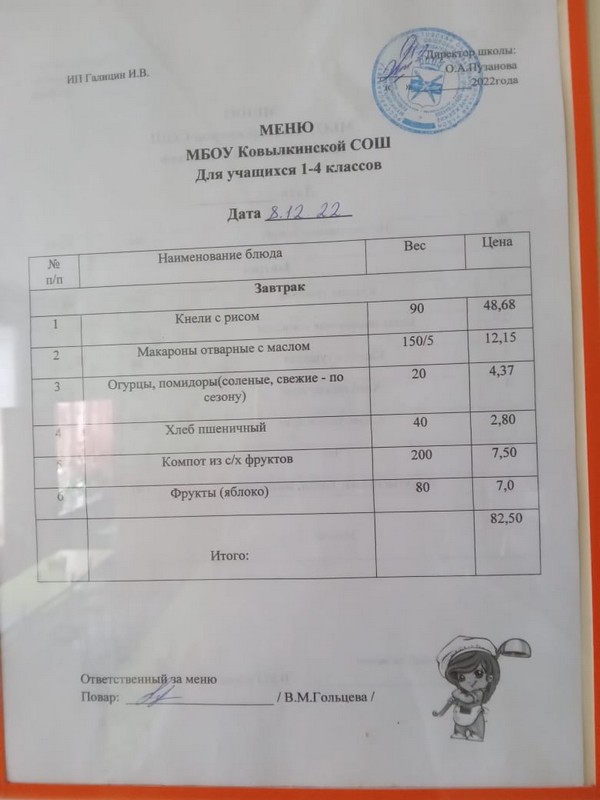 ИП Галицин И.В.
Директор школы:
О.А.Пузанова
2022года
МЕНЮ
МБОУ Ковылкинской СОШ
Для учащихся 1-4 классов
Дата 8.12 22
№ п/п Наименование блюда Вес Цена
Завтрак
1 Кнели с рисом 90 48,68
2 Макароны отварные с маслом 150/5 12,15
3 Огурцы, помидоры(соленые, свежие - по 20 4,37
сезону)
4 Хлеб пшеничный 40 2,80
Компот из с/х фруктов 200 7,50
6 Фрукты (яблоко) 80 7,0
82,50
Итого:
Ответственный за меню
Повар: / В.М.Гольцева /